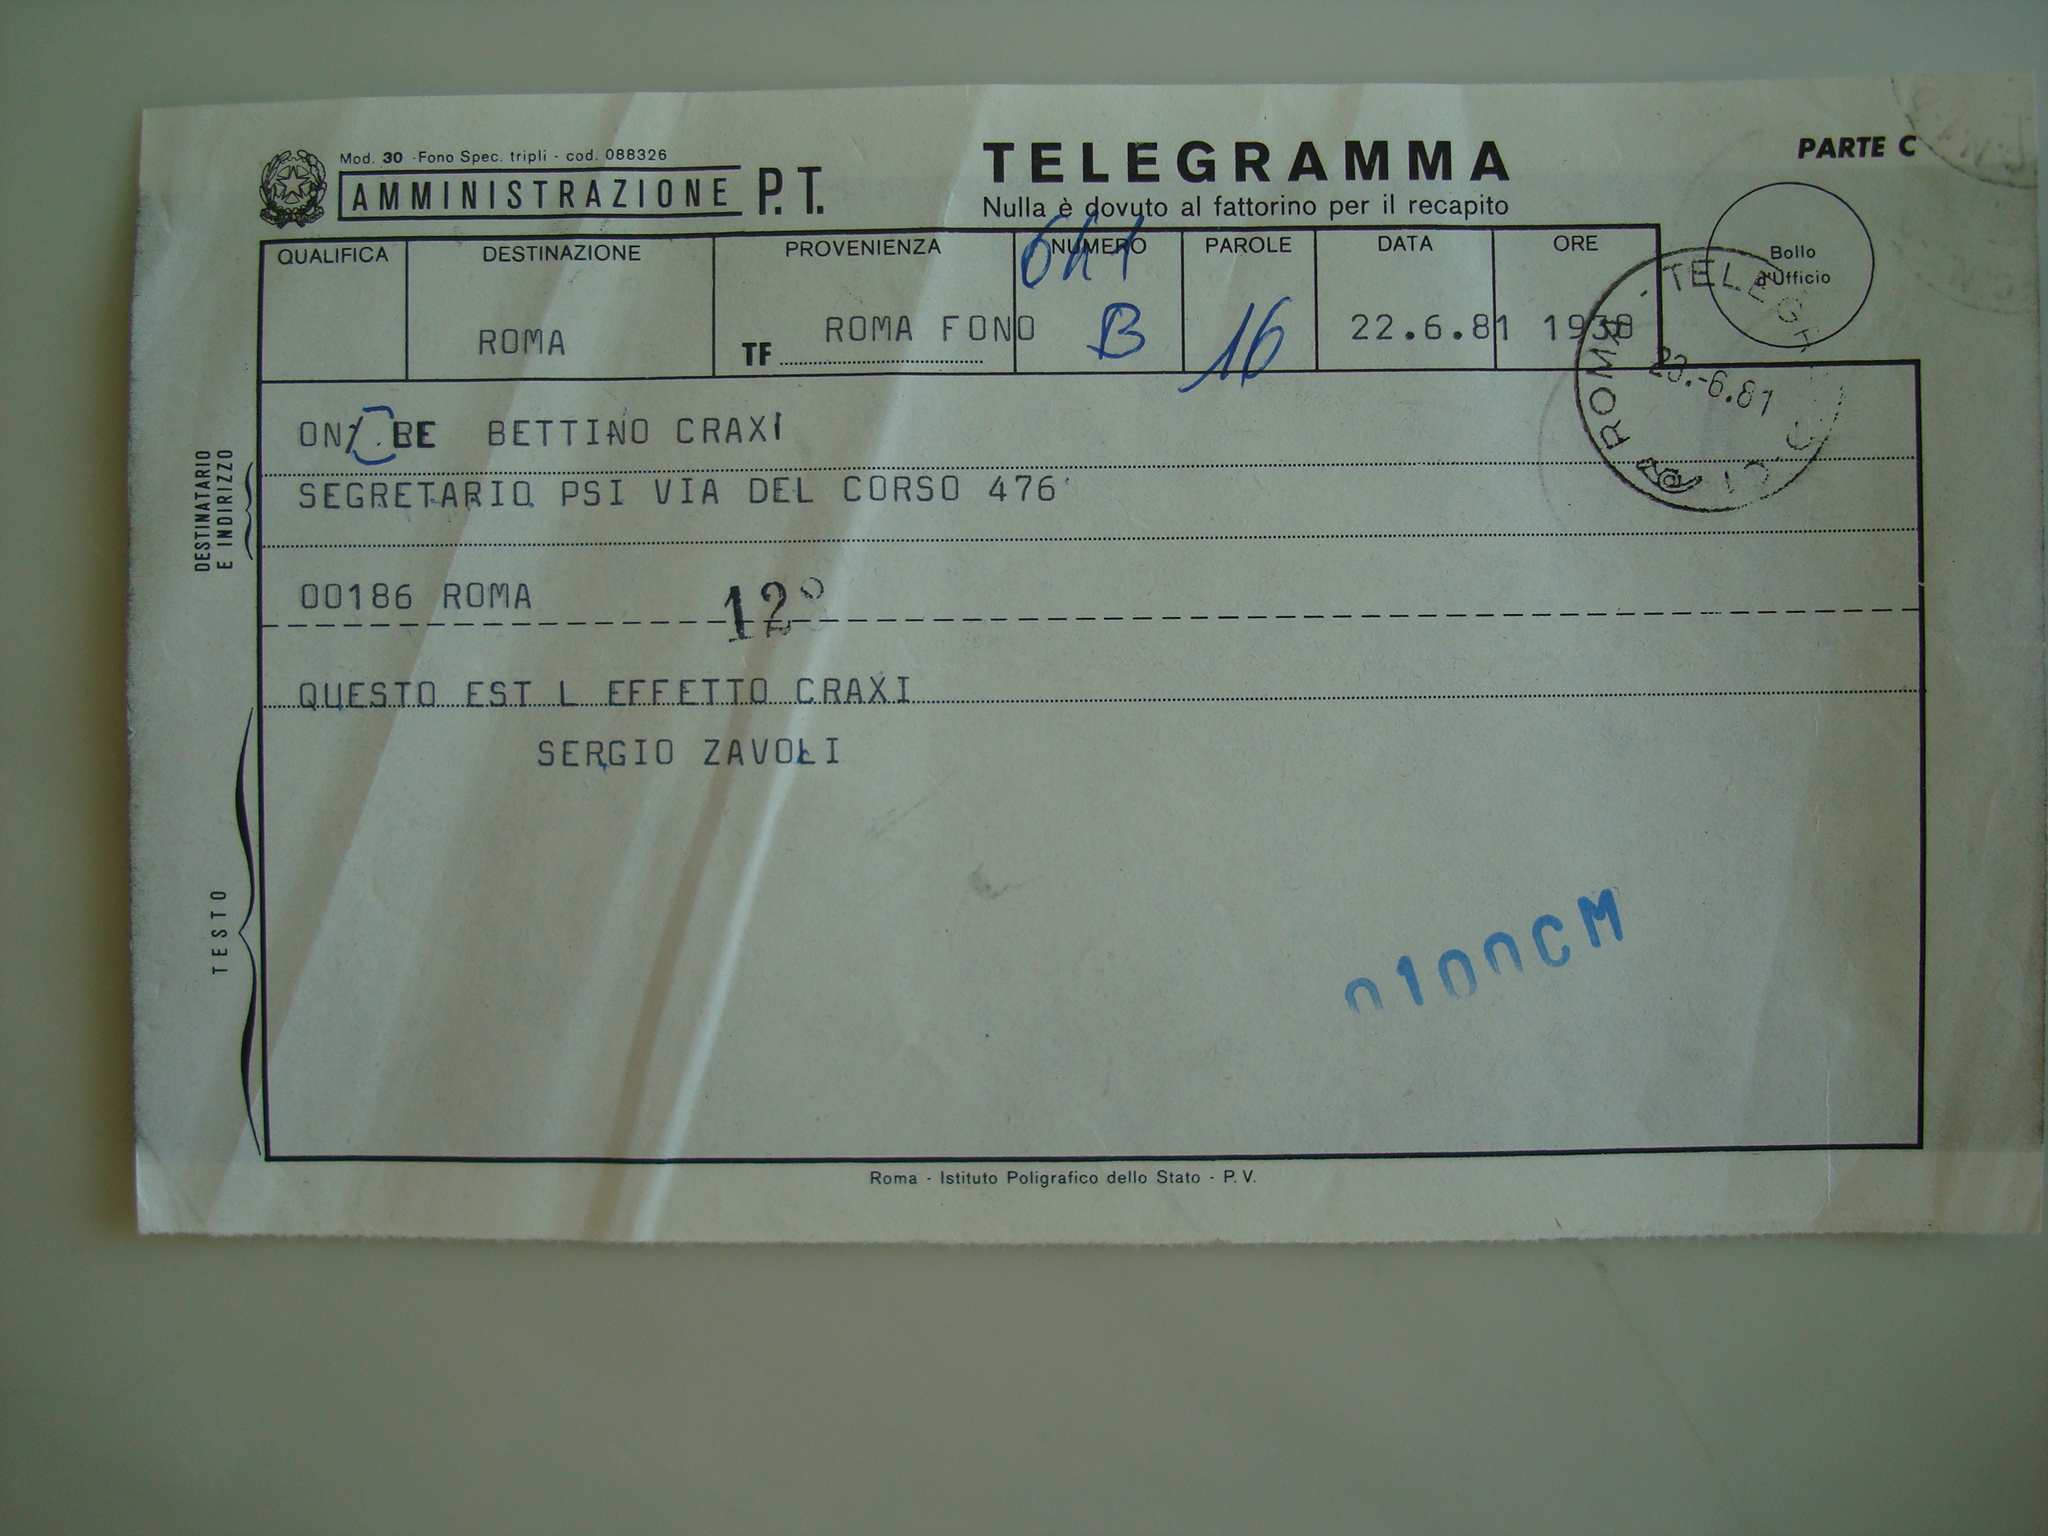 Mod. 30 - Fono Spec. tripli - cod. 088326
AMMINISTRAZIONE P.T.
TELEGRAMMA
Nulla è dovuto al fattorino per il recapito
PARTE C
QUALIFICA DESTINAZIONE PROVENIENZA NUMERO PAROLE DATA ORE
Bollo
d'Ufficio
ROMA TF ROMA FONO B 16 22.6.81 1930
ROMA - TELEGR
23.-6.81
DESTINATARIO
E INDIRIZZO
ON BE BETTINO CRAXI
SEGRETARIO PSI VIA DEL CORSO 476
00186 ROMA 12°
TESTO
QUESTO EST L EFFETTO CRAXI
SERGIO ZAVOLI
0100CM
Roma - Istituto Poligrafico dello Stato - P. V.